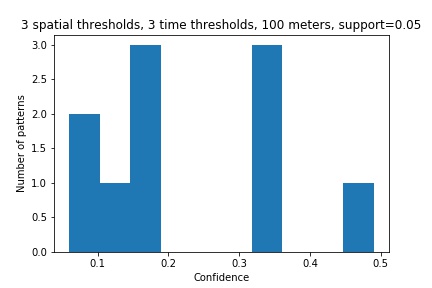 3 spatial thresholds, 3 time thresholds, 100 meters, support=0.05
3.0
2.5
2.0
1.5
1.0
0.5
0.0
Number of patterns
0.1 0.2 0.3 0.4 0.5
Confidence